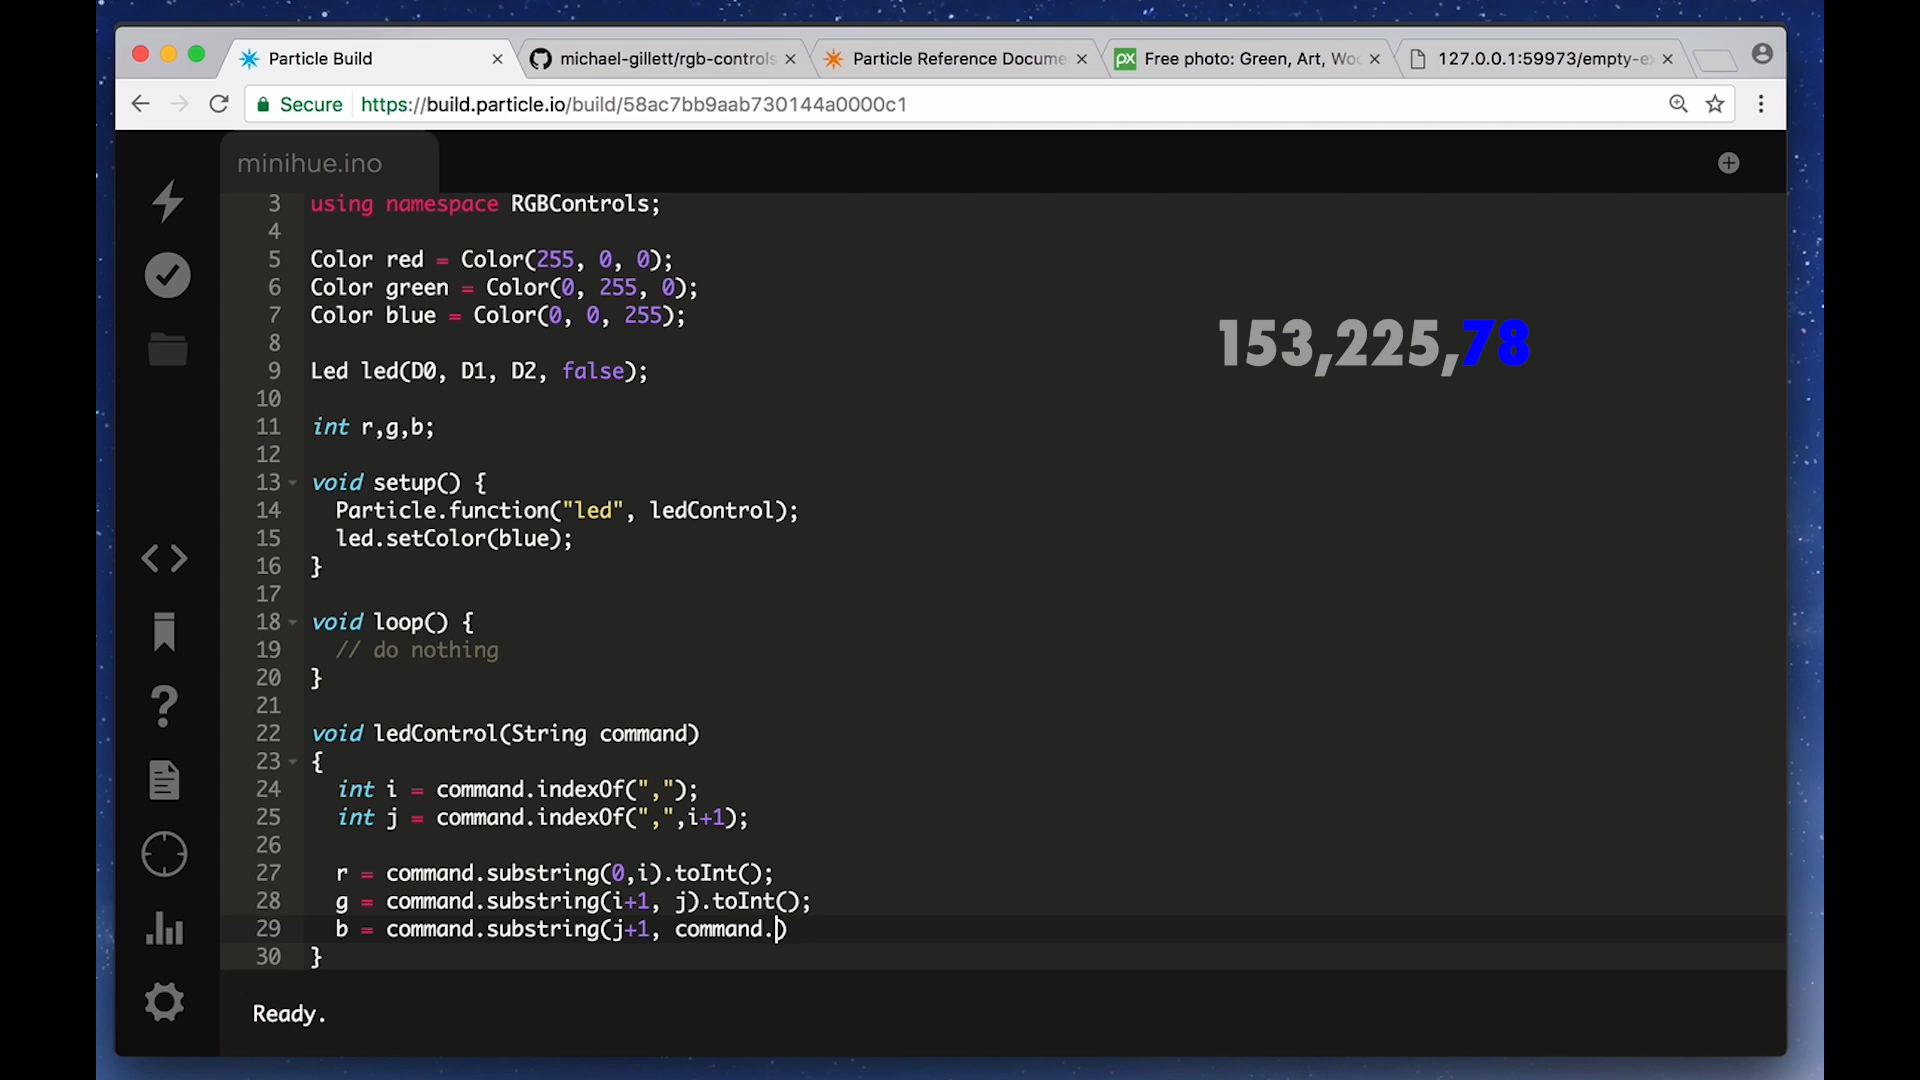 Particle Build
michael-gillett/rgb-controls
Particle Reference Docume
Free photo: Green, Art, Woo
127.0.0.1:59973/empty-e
Secure
https://build.particle.io/build/58ac7bb9aab730144a0000c1
minihue.ino
3 using namespace RGBControls;
4
5 Color red = Color(255, 0, 0);
6 Color green = Color(0, 255, 0);
7 Color blue = Color(0, 0, 255);
8
9 Led led(D0, D1, D2, false);
10
11 int r,g,b;
12
13 void setup() {
14 Particle.function("led", ledControl);
15 led.setColor(blue);
16 }
17
18 void loop() {
19 // do nothing
20 }
21
22 void ledControl(String command)
23 {
24 int i = command.indexOf(",");
25 int j = command.indexOf(",",i+1);
26
27 r = command.substring(0,i).toInt();
28 g = command.substring(i+1, j).toInt();
29 b = command.substring(j+1, command.)
30 }
153,225,78
Ready.